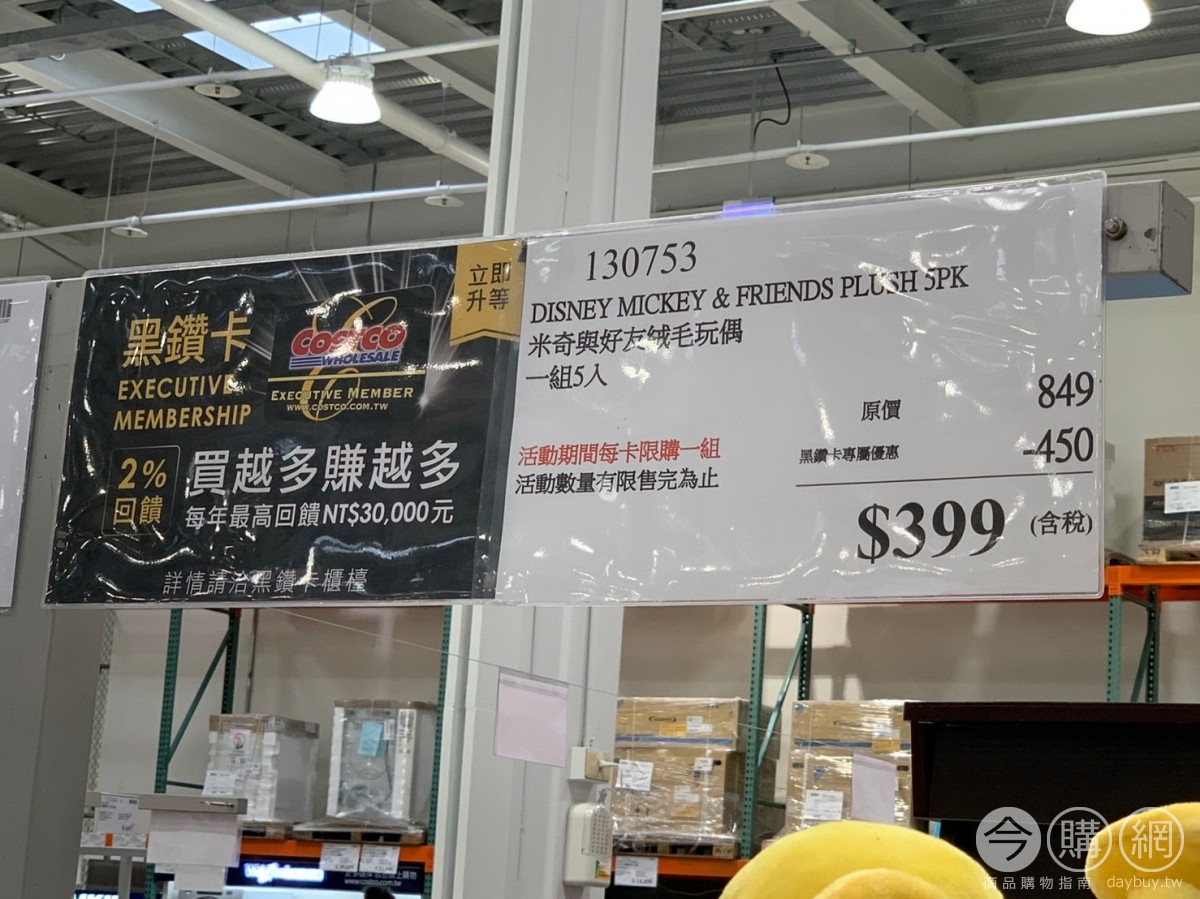 黑鑽卡
EXECUTIVE
MEMBERSHIP
COSTCO
WHOLESALE
EXECUTIVE MEMBER
WWW.COSTCO.COM.TW
立即
升等
2%
回饋
買越多賺越多
每年最高回饋NT$30,000元
詳情請洽黑鑽卡櫃檯
130753
DISNEY MICKEY & FRIENDS PLUSH 5PK
米奇與好友絨毛玩偶
一組5入
原價 849
活動期間每卡限購一組
黑鑽卡專屬優惠 -450
活動數量有限售完為止
$399 (含稅)
今購網
商品購物指南 daybuy.tw